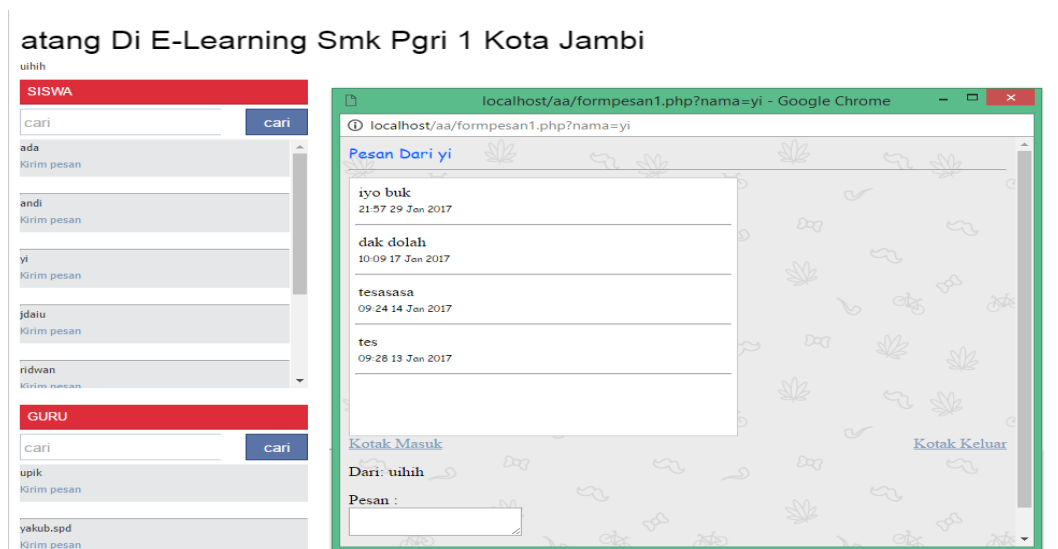 atang Di E-Learning Smk Pgri 1 Kota Jambi
uihih
SISWA
cari cari
ada
Kirim pesan
andi
Kirim pesan
yi
Kirim pesan
jdaiu
Kirim pesan
ridwan
Kirim pesan
GURU
cari cari
upik
Kirim pesan
yakub.spd
Kirim pesan
localhost/aa/formpesan1.php?nama=yi - Google Chrome
localhost/aa/formpesan1.php?nama=yi
Pesan Dari yi
iyo buk
21:57 29 Jan 2017
dak dolah
10:09 17 Jan 2017
tesasasa
09:24 14 Jan 2017
tes
09:28 13 Jan 2017
Kotak Masuk Kotak Keluar
Dari: uihih
Pesan :